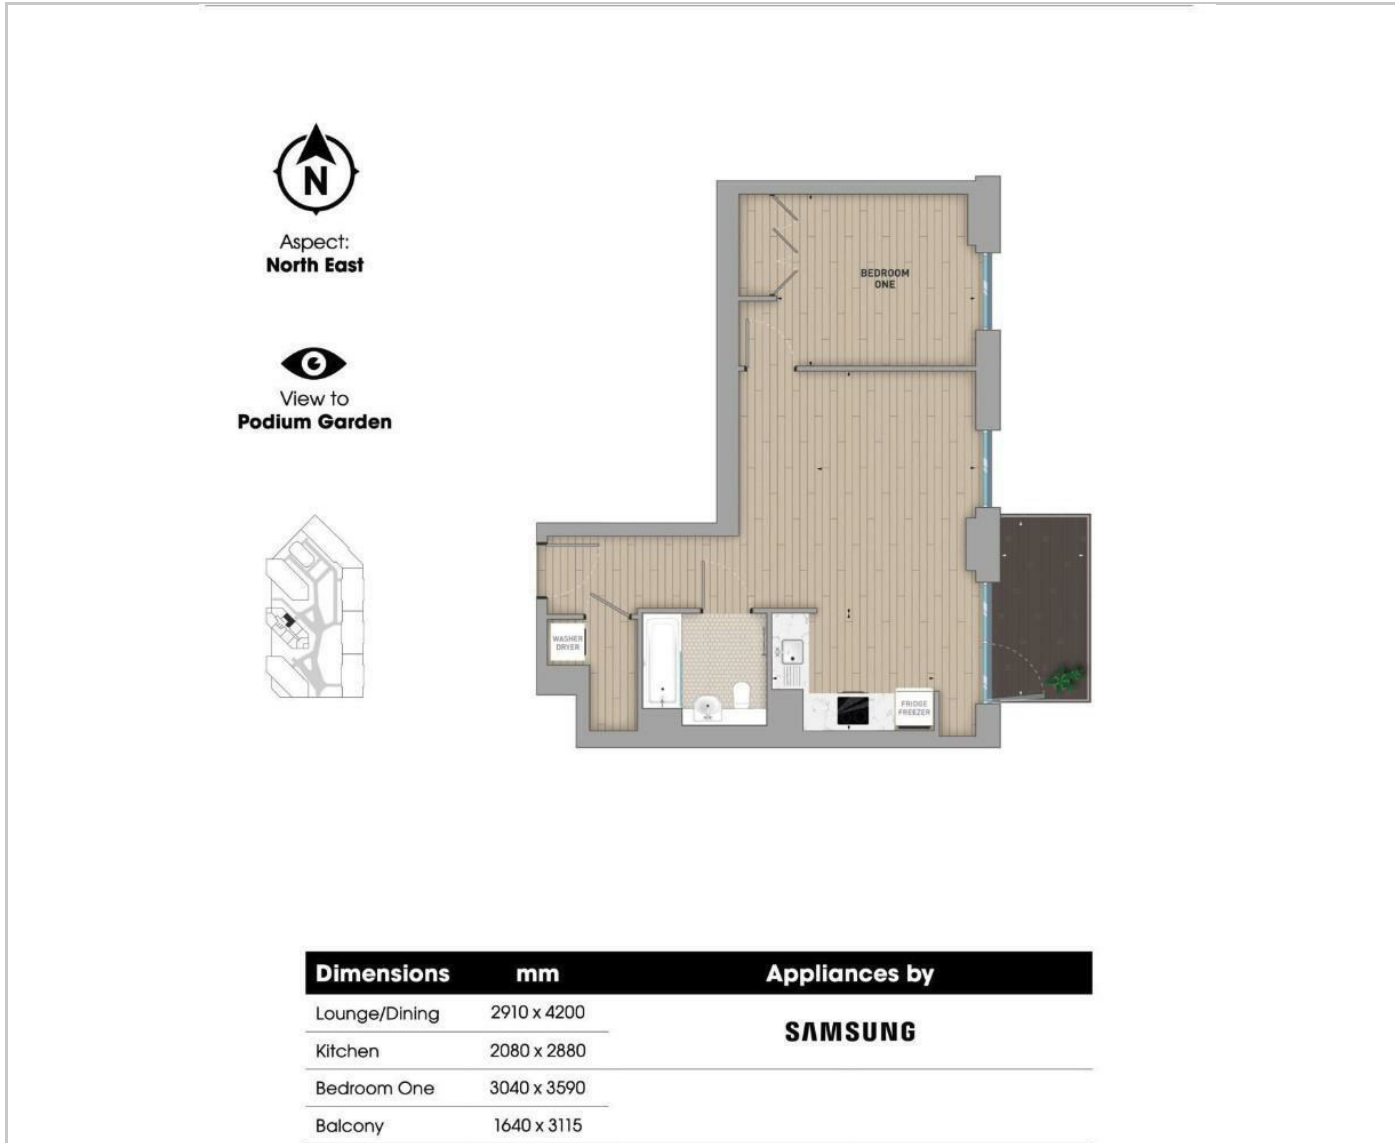 N
Aspect:
North East
View to
Podium Garden
BEDROOM
ONE
WASHER
DRYER
FRIDGE
FREEZER
Dimensions mm Appliances by
Lounge/Dining 2910 x 4200
SAMSUNG
Kitchen 2080 x 2880
Bedroom One 3040 x 3590
Balcony 1640 x 3115